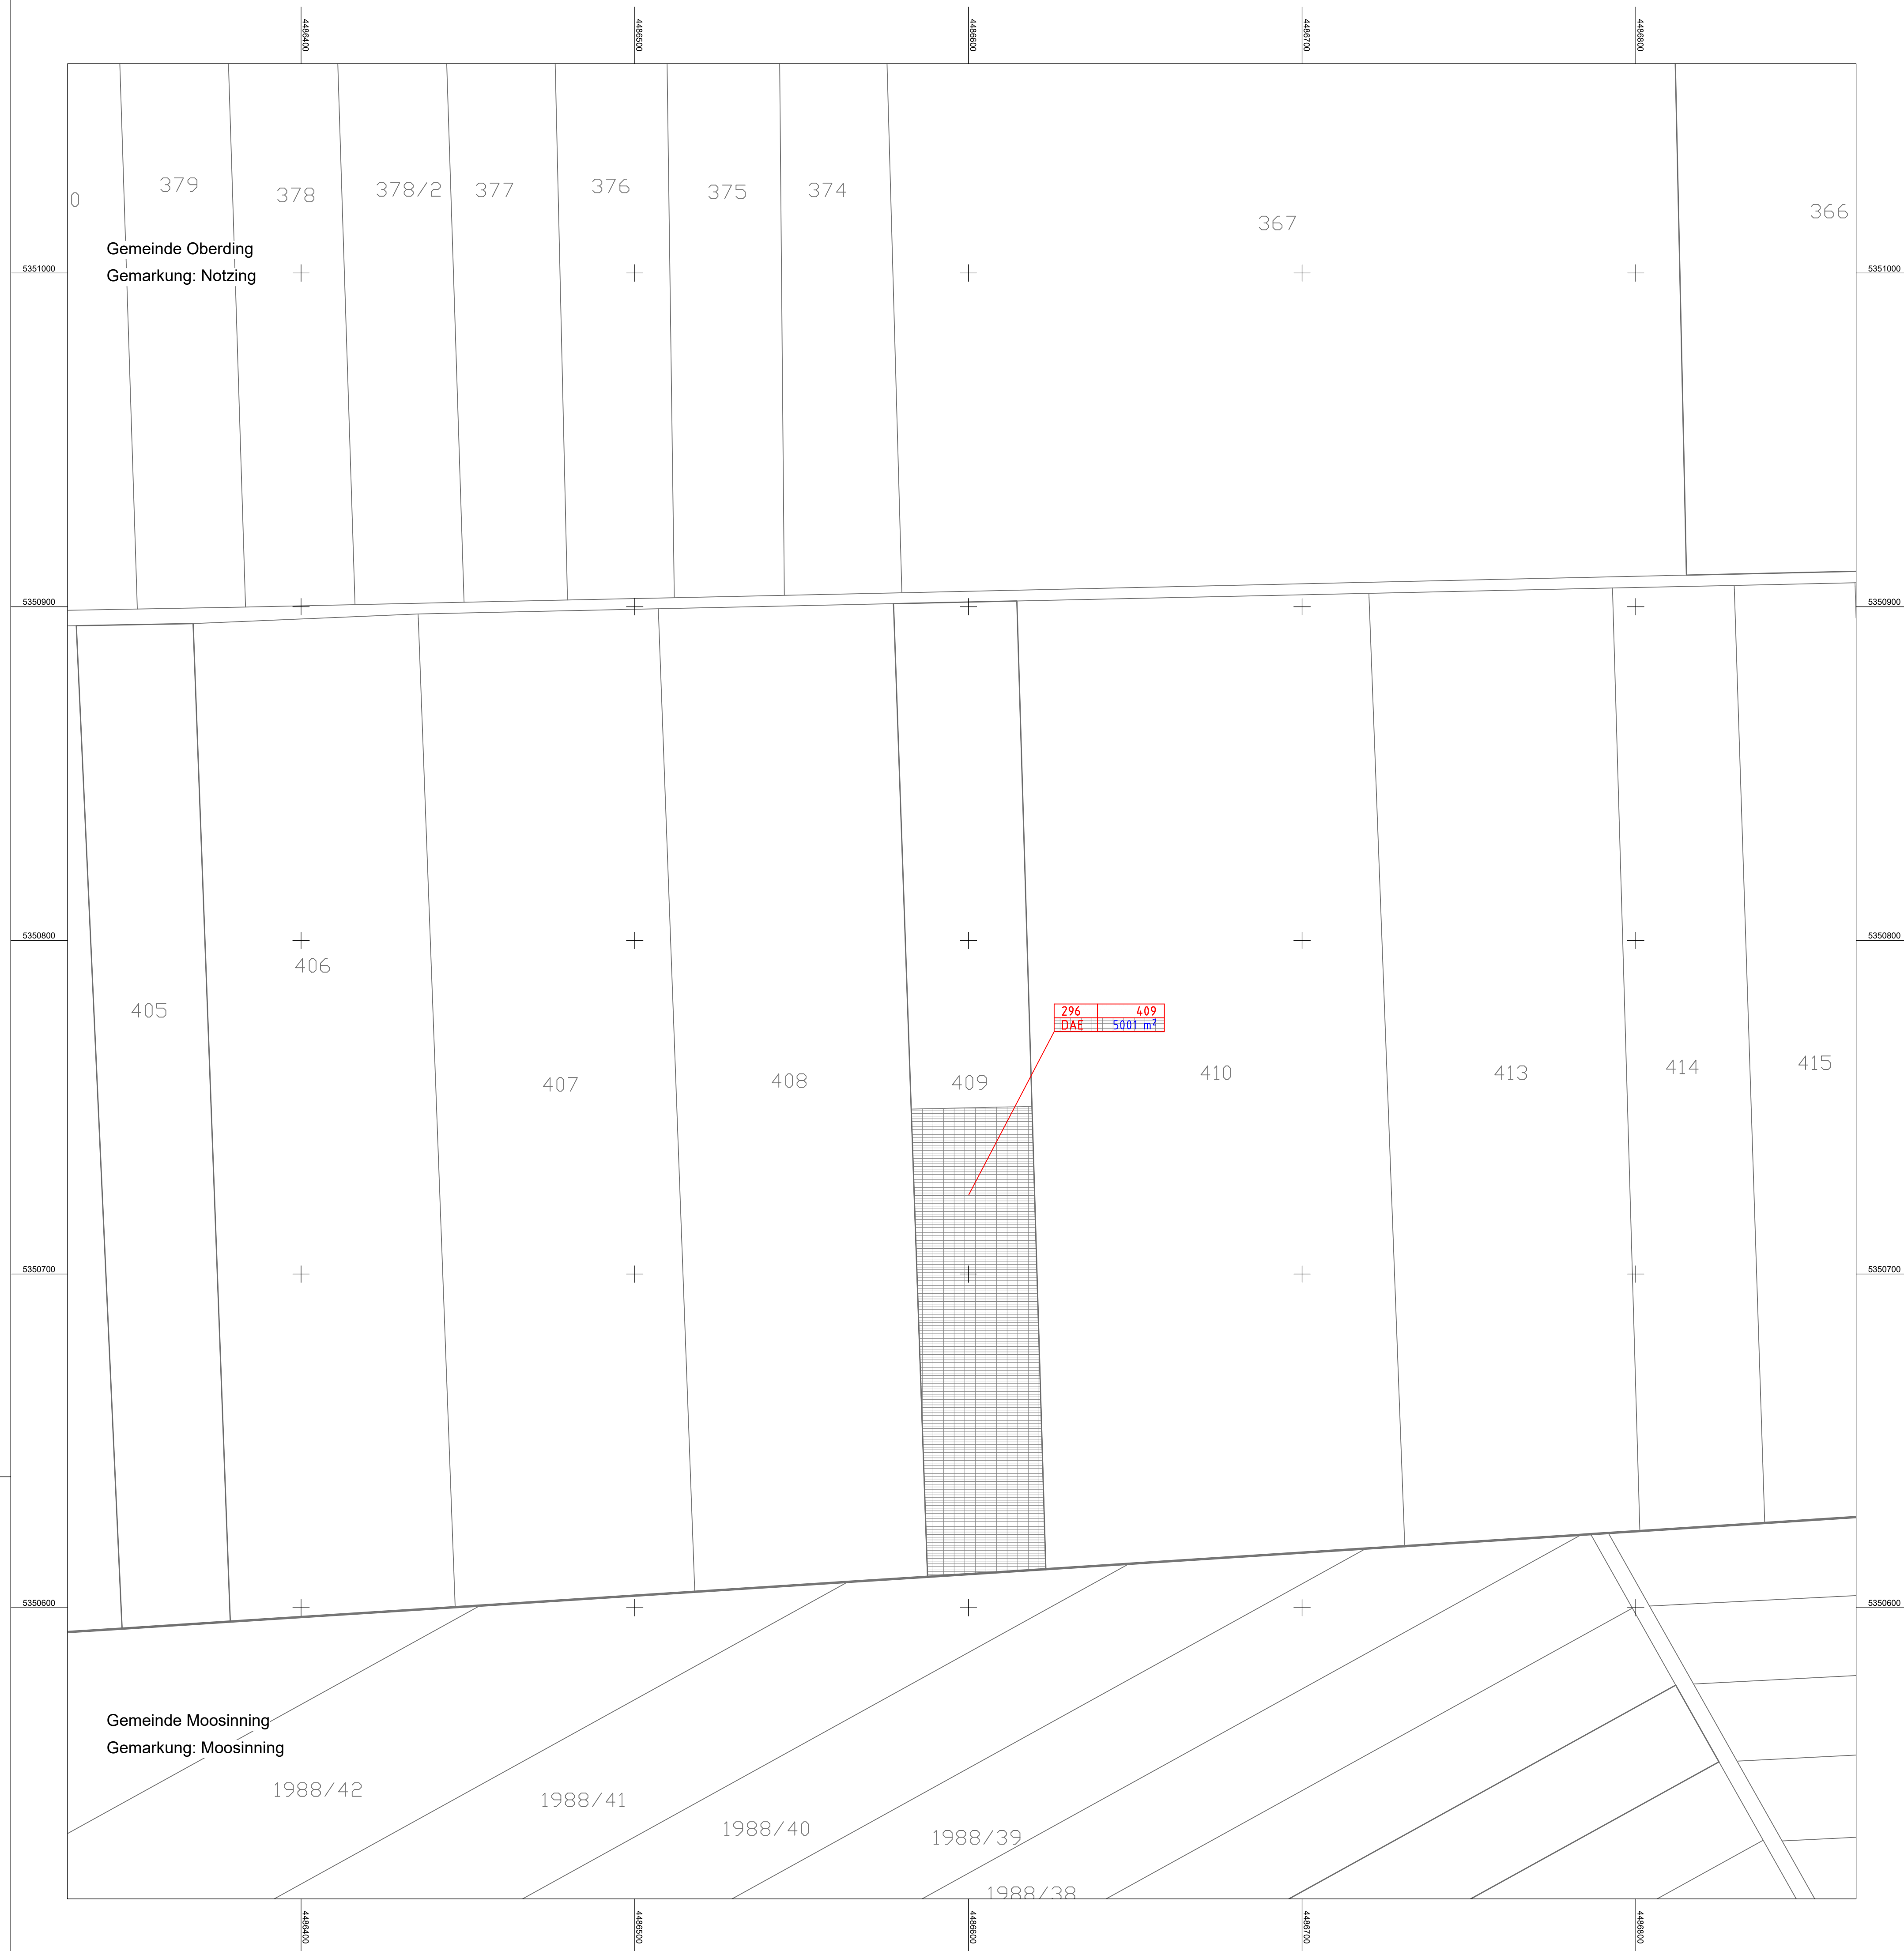 4486400 4486500 4486600 4486700 4486800
0 379 378 378/2 377 376 375 374 367 366
Gemeinde Oberding
5351000 Gemarkung: Notzing 5351000
5350900 5350900
5350800 5350800
406
405
296 409
DAE 5001 m²
407 408 409 410 413 414 415
5350700 5350700
5350600 5350600
Gemeinde Moosinning
Gemarkung: Moosinning
1988/42 1988/41 1988/40 1988/39
1988/38
4486400 4486500 4486600 4486700 4486800